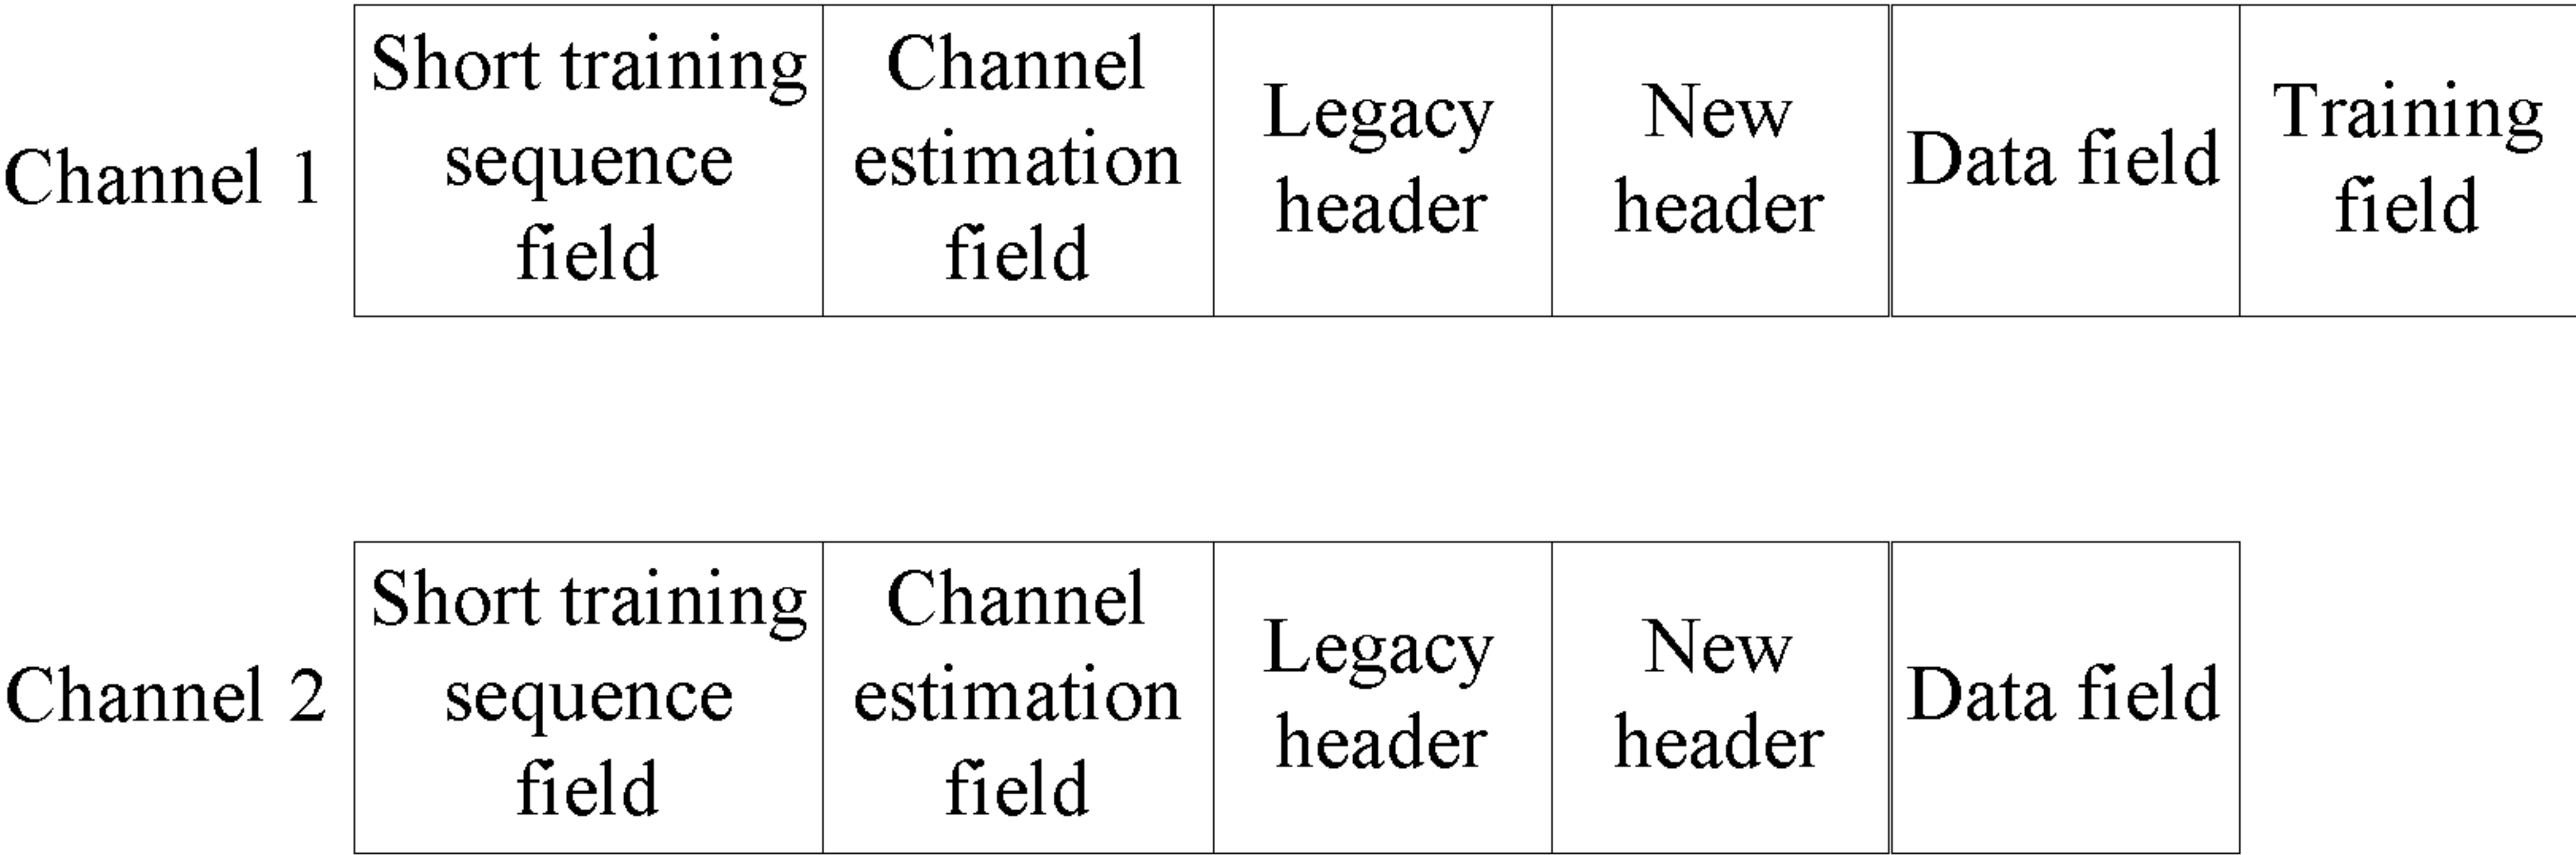 Channel 1
Short training
sequence
field
Channel
estimation
field
Legacy
header
New
header
Data field
Training
field
Channel 2
Short training
sequence
field
Channel
estimation
field
Legacy
header
New
header
Data field